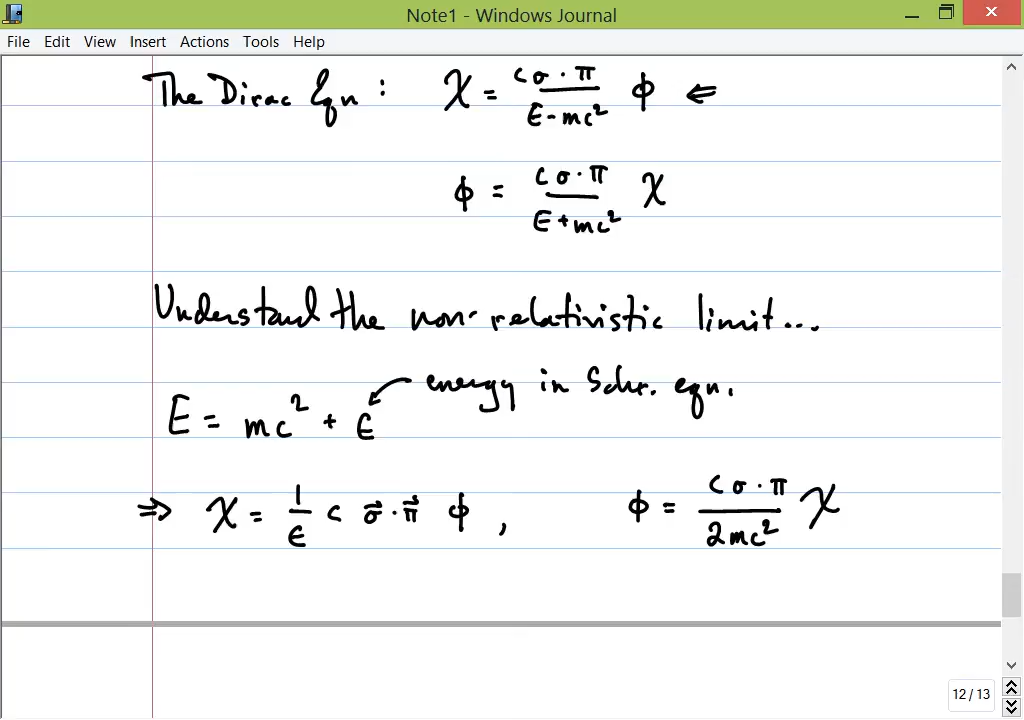 Note1 - Windows Journal
File Edit View Insert Actions Tools Help
The Dirac Eqn : χ = cσ·π / E-mc² ϕ ⇐
ϕ = cσ·π / E+mc² χ
Understand the non-relativistic limit...
energy in Schr. eqn.
E = mc² + ϵ
⇒ χ = 1/ϵ c σ⃗·π⃗ ϕ , ϕ = cσ·π / 2mc² χ
12 / 13